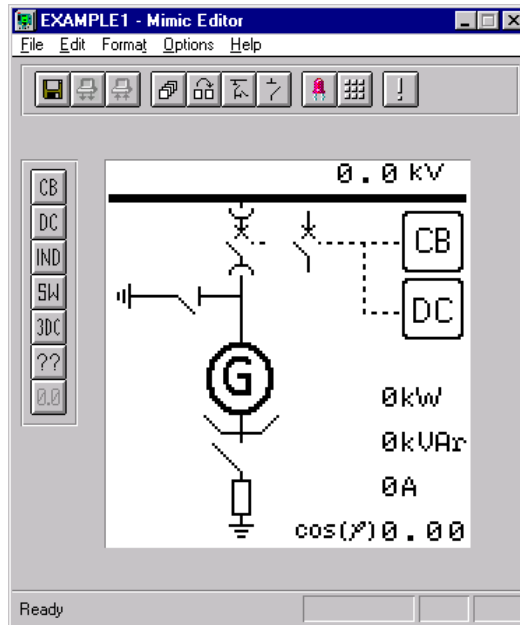 EXAMPLE1 - Mimic Editor
File Edit Format Options Help
CB
DC
IND
SW
3DC
??
0.0
0.0 kV
CB
DC
G
0kW
0kVAr
0A
cos(φ)0.00
Ready